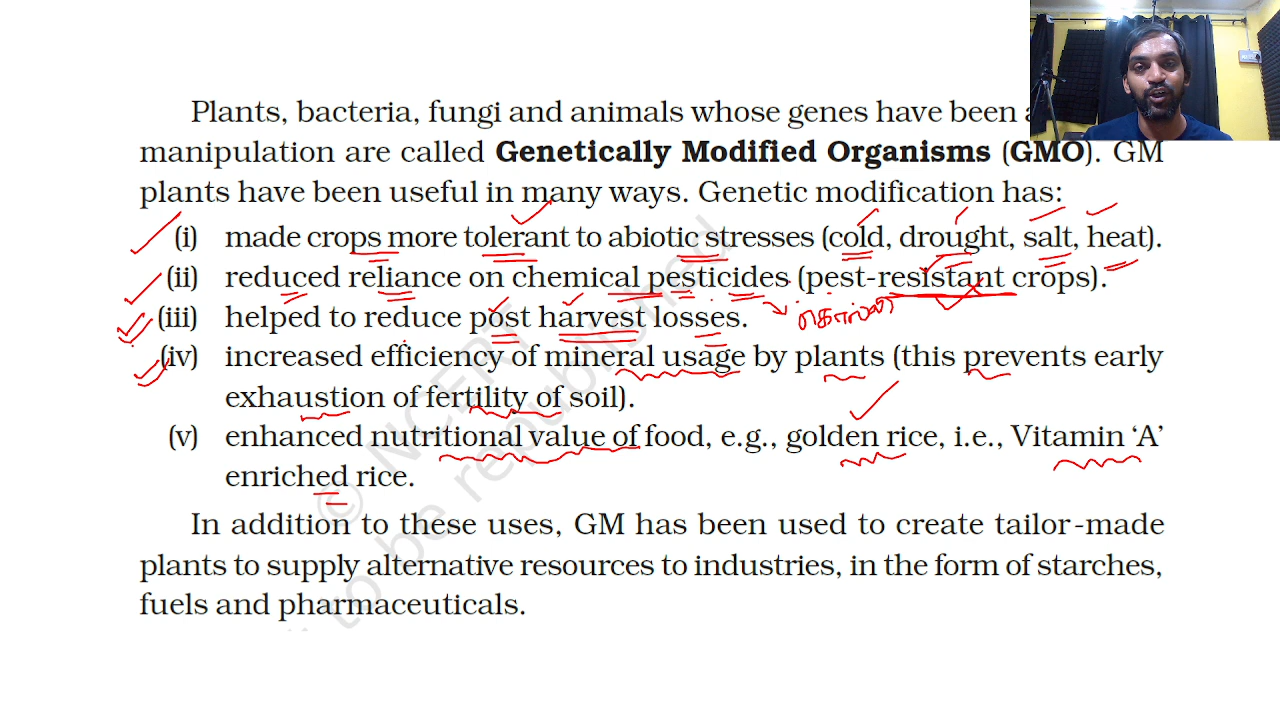 Plants, bacteria, fungi and animals whose genes have been
manipulation are called Genetically Modified Organisms (GMO). GM
plants have been useful in many ways. Genetic modification has:
(i) made crops more tolerant to abiotic stresses (cold, drought, salt, heat).
(ii) reduced reliance on chemical pesticides (pest-resistant crops).
(iii) helped to reduce post harvest losses.
(iv) increased efficiency of mineral usage by plants (this prevents early
exhaustion of fertility of soil).
(v) enhanced nutritional value of food, e.g., golden rice, i.e., Vitamin ‘A’
enriched rice.
In addition to these uses, GM has been used to create tailor-made
plants to supply alternative resources to industries, in the form of starches,
fuels and pharmaceuticals.
© NCERT
to be republished